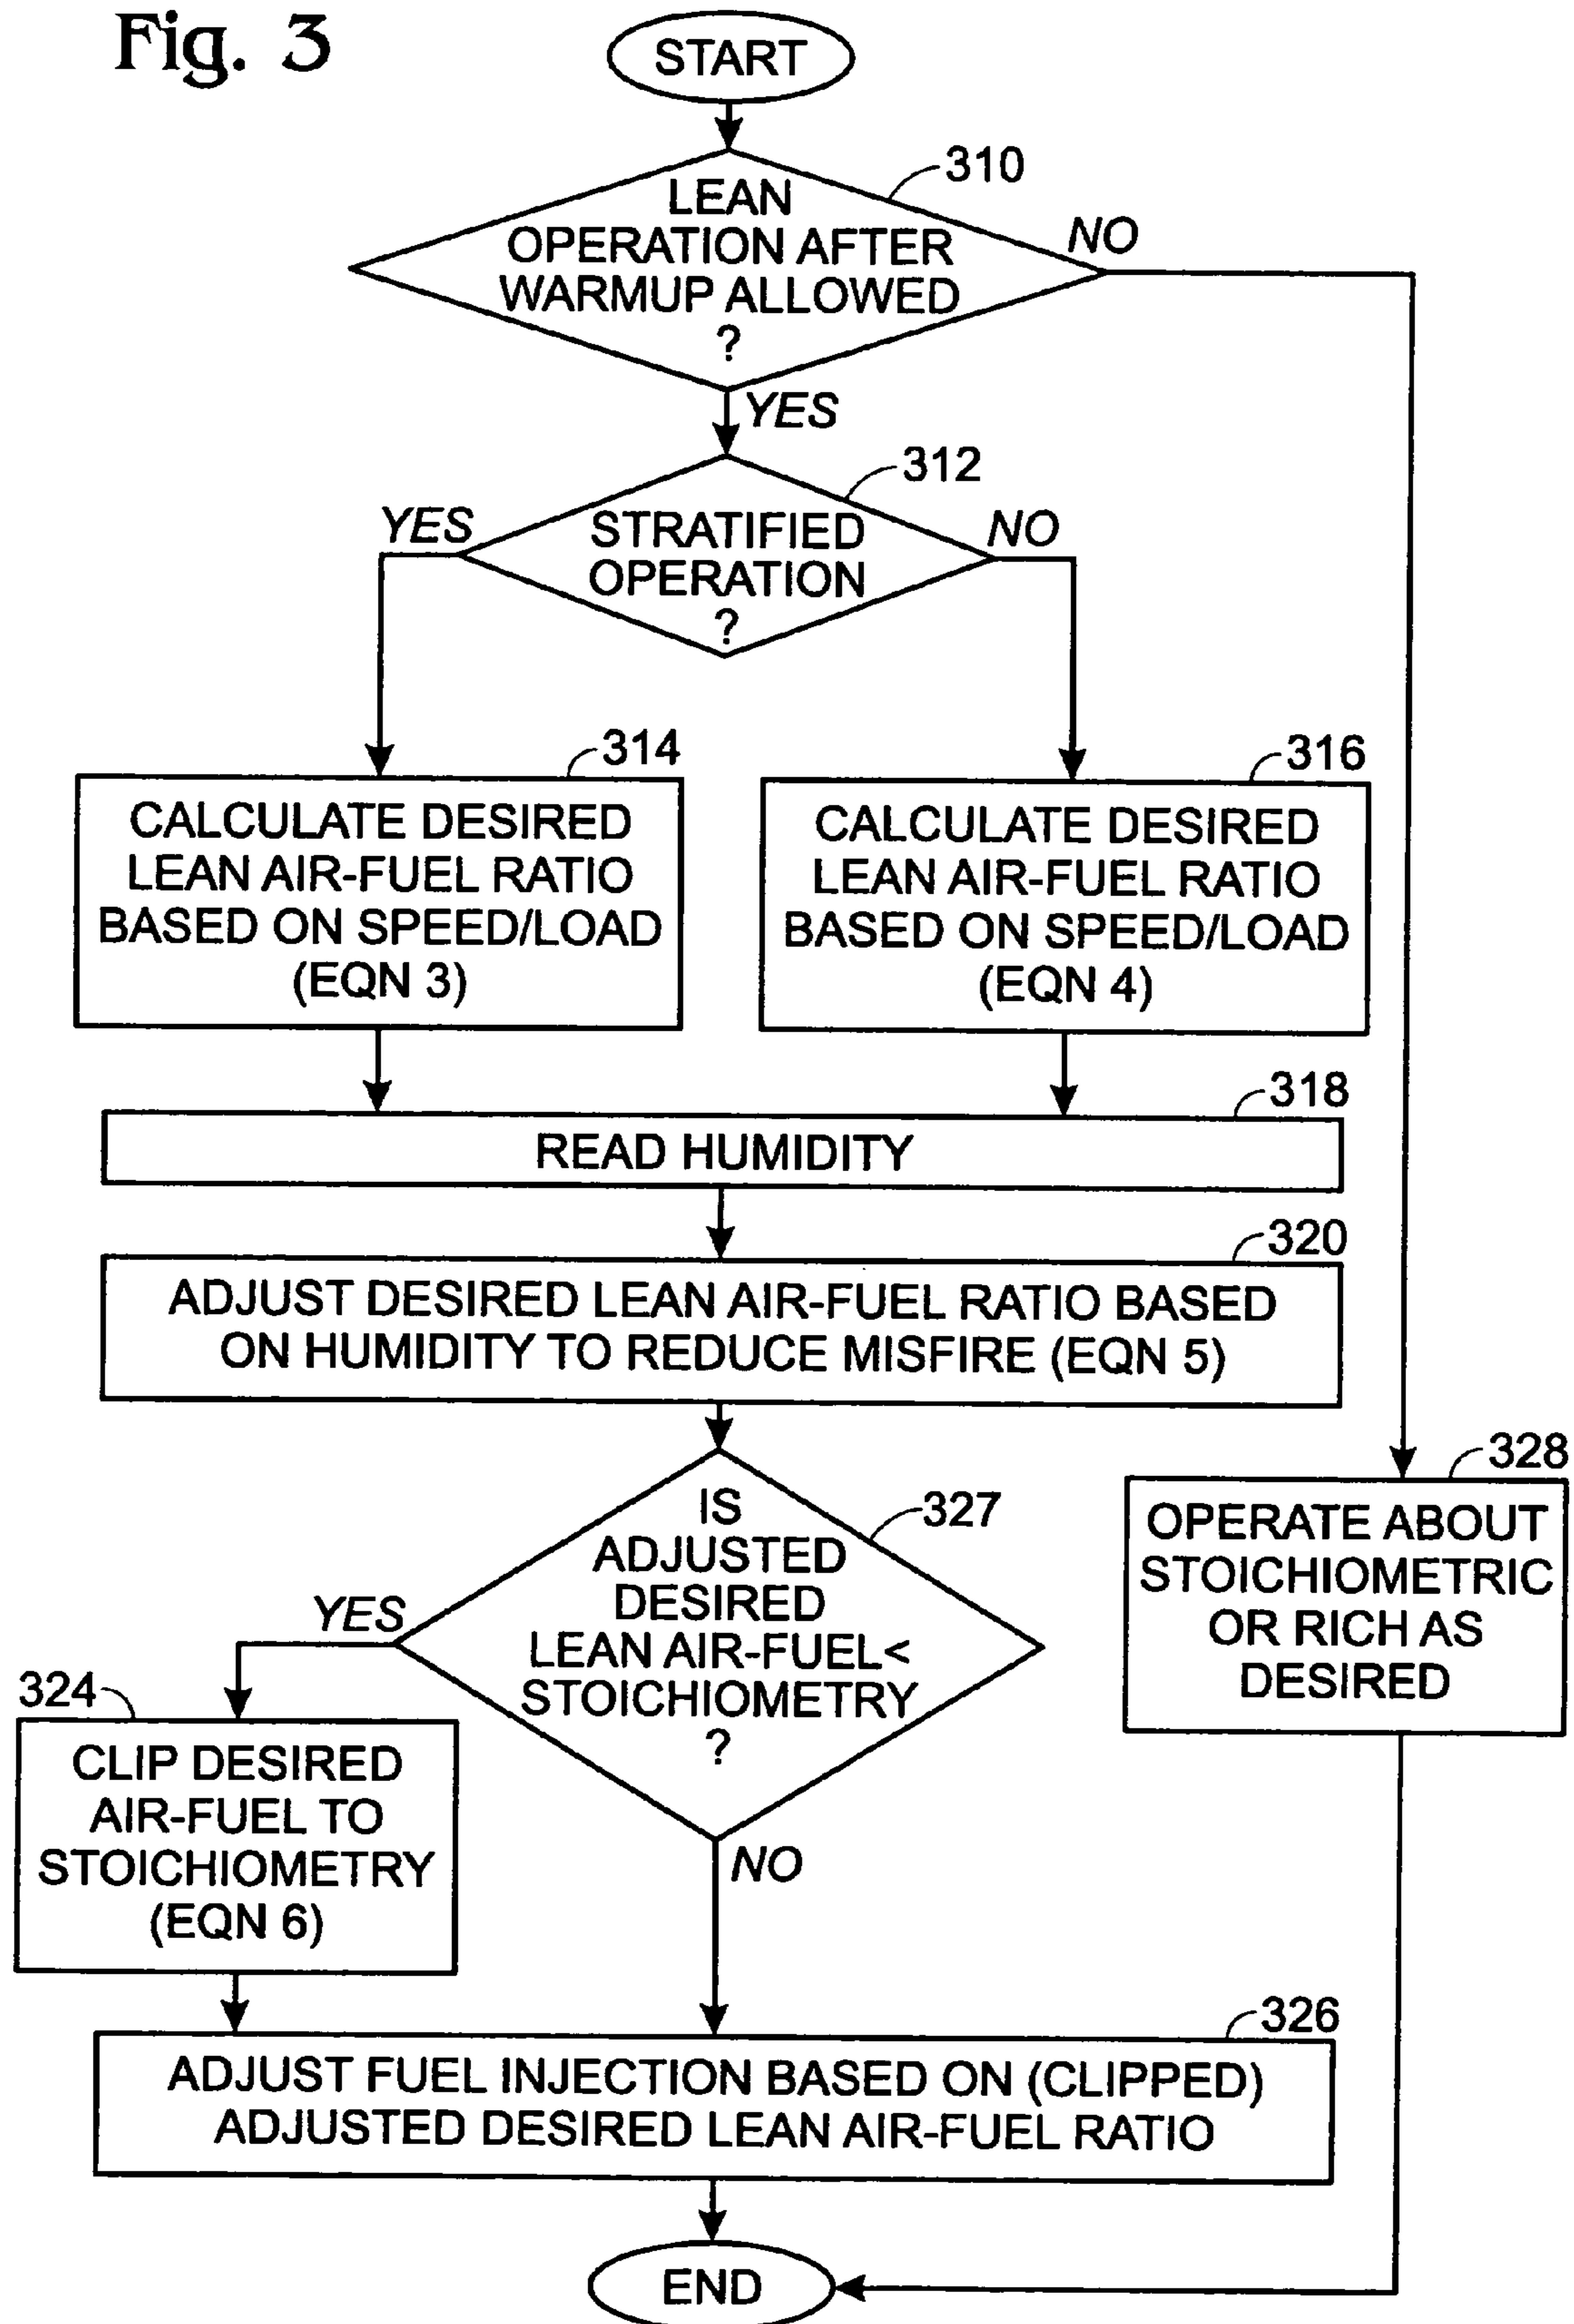 Fig. 3
START
310
LEAN
OPERATION AFTER
WARMUP ALLOWED
?
NO
YES
312
STRATIFIED
OPERATION
?
YES
NO
314
CALCULATE DESIRED
LEAN AIR-FUEL RATIO
BASED ON SPEED/LOAD
(EQN 3)
316
CALCULATE DESIRED
LEAN AIR-FUEL RATIO
BASED ON SPEED/LOAD
(EQN 4)
318
READ HUMIDITY
320
ADJUST DESIRED LEAN AIR-FUEL RATIO BASED
ON HUMIDITY TO REDUCE MISFIRE (EQN 5)
327
IS
ADJUSTED
DESIRED
LEAN AIR-FUEL<
STOICHIOMETRY
?
YES
NO
328
OPERATE ABOUT
STOICHIOMETRIC
OR RICH AS
DESIRED
324
CLIP DESIRED
AIR-FUEL TO
STOICHIOMETRY
(EQN 6)
326
ADJUST FUEL INJECTION BASED ON (CLIPPED)
ADJUSTED DESIRED LEAN AIR-FUEL RATIO
END